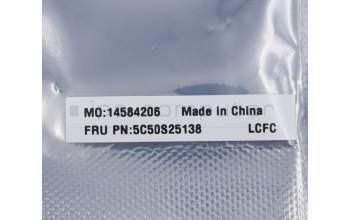 MO:14584206 Made in China
FRU PN:5C50S25138 LCFC